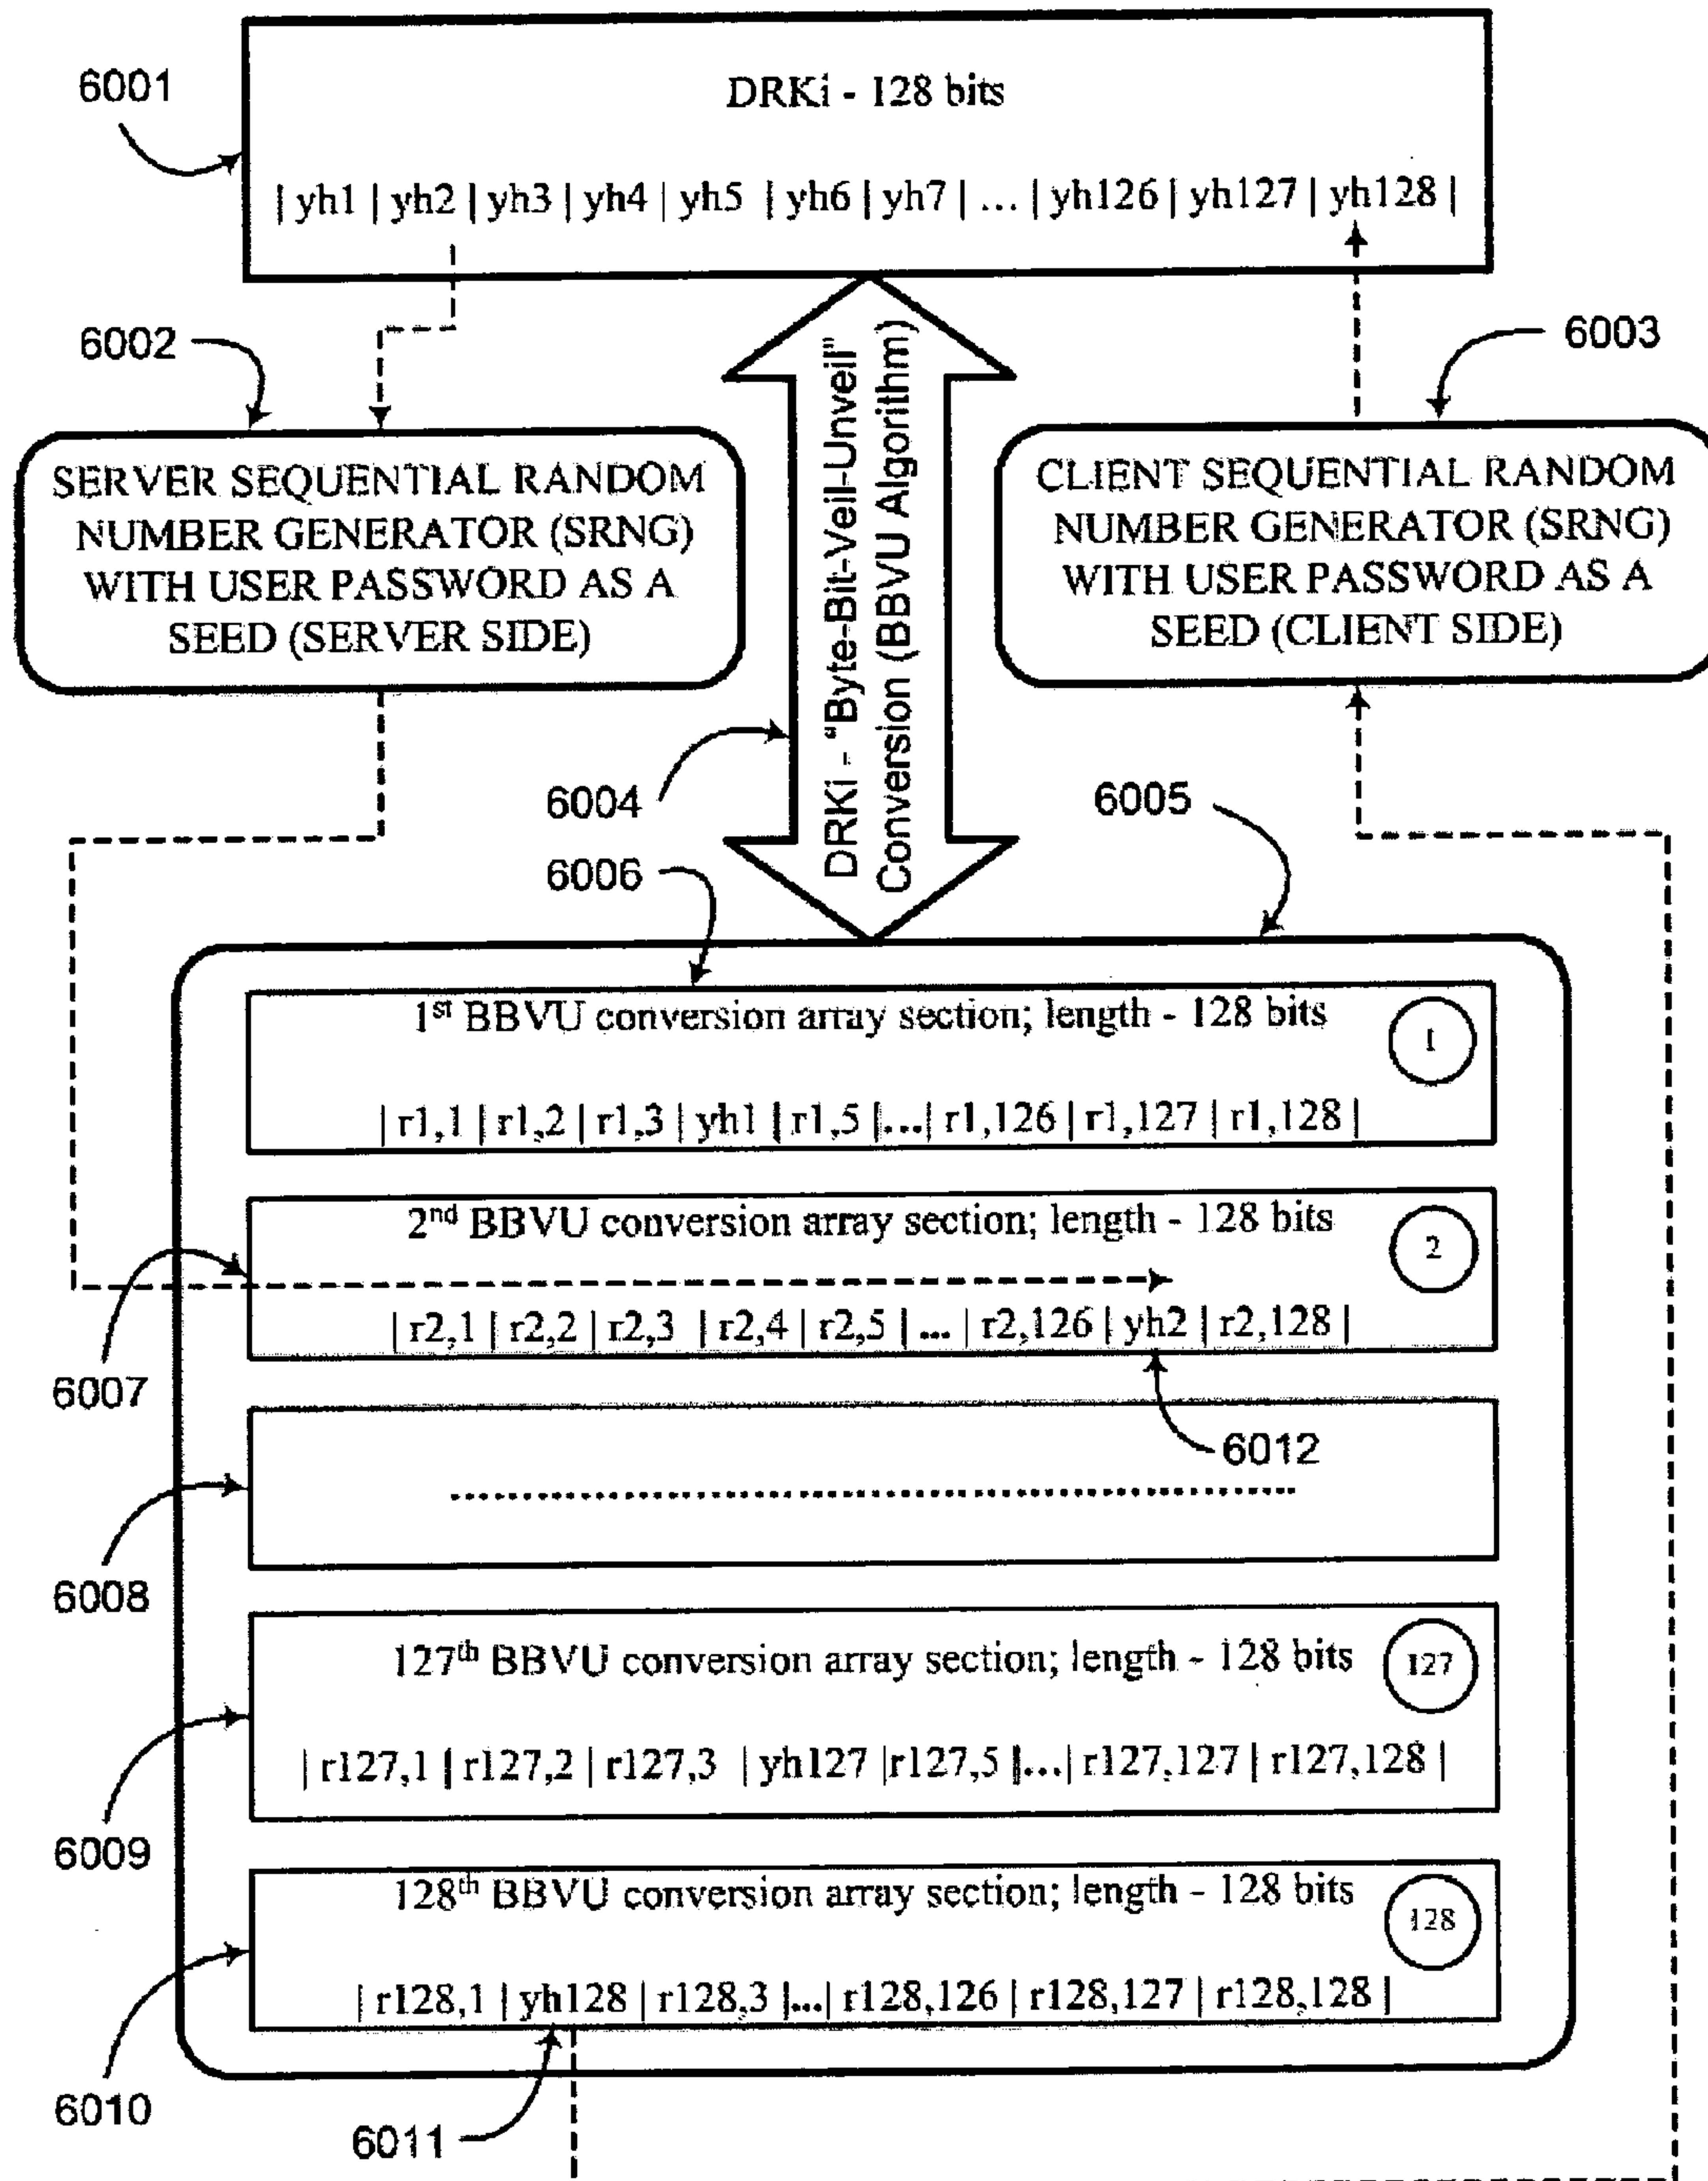 6001
DRKi - 128 bits
| yh1 | yh2 | yh3 | yh4 | yh5 | yh6 | yh7 | ... | yh126 | yh127 | yh128 |
6002
6003
SERVER SEQUENTIAL RANDOM
NUMBER GENERATOR (SRNG)
WITH USER PASSWORD AS A
SEED (SERVER SIDE)
DRKi - "Byte-Bit-Veil-Unveil"
Conversion (BBVU Algorithm)
CLIENT SEQUENTIAL RANDOM
NUMBER GENERATOR (SRNG)
WITH USER PASSWORD AS A
SEED (CLIENT SIDE)
6004
6005
6006
1st BBVU conversion array section; length - 128 bits
1
| r1,1 | r1,2 | r1,3 | yh1 | r1,5 |...| r1,126 | r1,127 | r1,128 |
2nd BBVU conversion array section; length - 128 bits
2
| r2,1 | r2,2 | r2,3 | r2,4 | r2,5 | ... | r2,126 | yh2 | r2,128 |
6007
6012
6008
127th BBVU conversion array section; length - 128 bits
127
| r127,1 | r127,2 | r127,3 | yh127 |r127,5 |...| r127,127 | r127,128 |
6009
128th BBVU conversion array section; length - 128 bits
128
| r128,1 | yh128 | r128,3 |...| r128,126 | r128,127 | r128,128 |
6010
6011